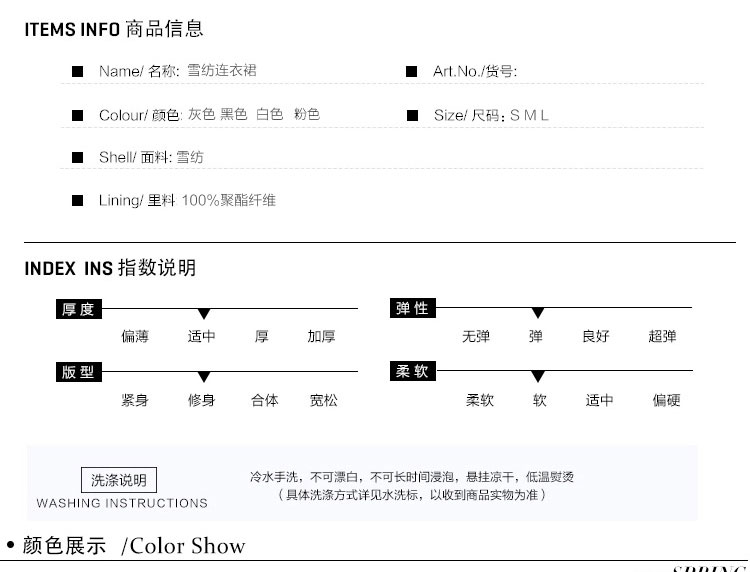 ITEMS INFO 商品信息
■ Name/ 名称: 雪纺连衣裙 ■ Art.No./货号:
■ Colour/ 颜色: 灰色 黑色 白色 粉色 ■ Size/ 尺码: S M L
■ Shell/ 面料: 雪纺
■ Lining/ 里料 100%聚酯纤维
INDEX INS 指数说明
厚度
偏薄 适中 厚 加厚
弹性
无弹 弹 良好 超弹
版型
紧身 修身 合体 宽松
柔软
柔软 软 适中 偏硬
洗涤说明
WASHING INSTRUCTIONS
冷水手洗，不可漂白，不可长时间浸泡，悬挂凉干，低温熨烫
（具体洗涤方式详见水洗标，以收到商品实物为准）
• 颜色展示 /Color Show